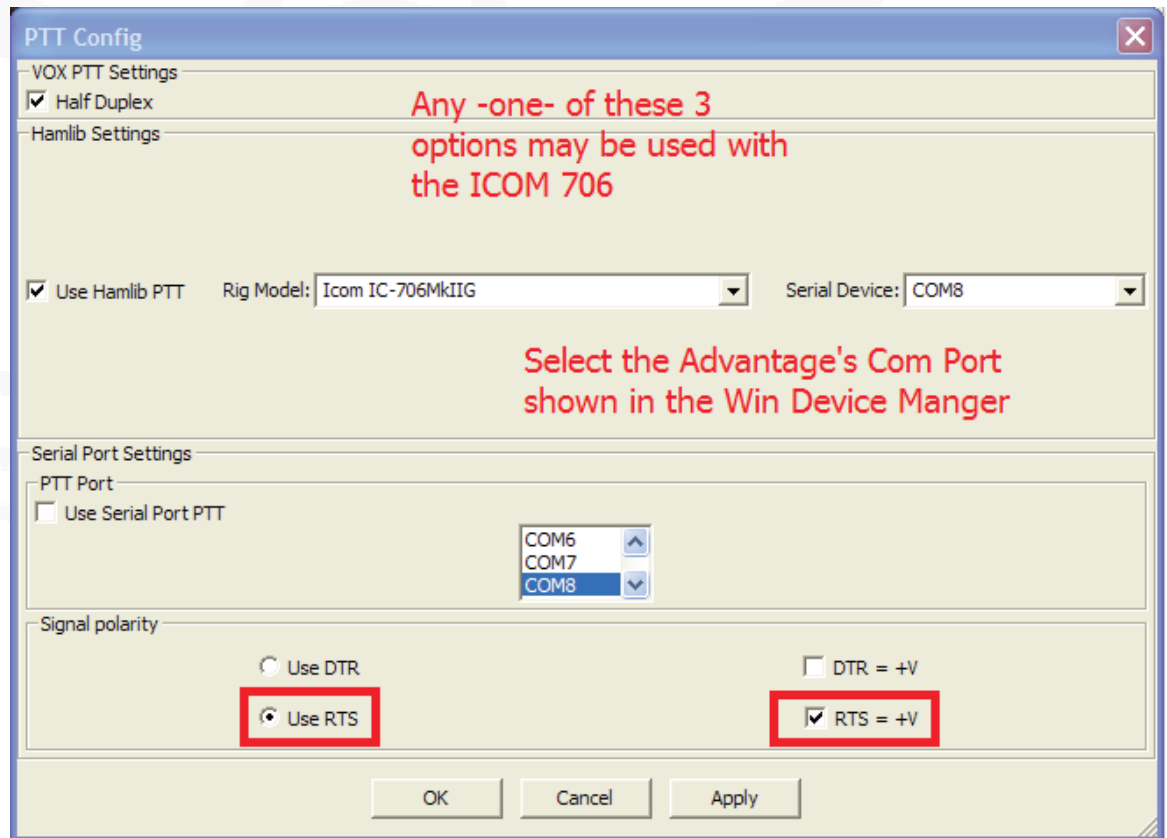 PTT Config
VOX PTT Settings
Half Duplex
Any -one- of these 3
options may be used with
the ICOM 706
Hamlib Settings
Use Hamlib PTT Rig Model: Icom IC-706MkIIG Serial Device: COM8
Select the Advantage's Com Port
shown in the Win Device Manger
Serial Port Settings
PTT Port
Use Serial Port PTT
COM6
COM7
COM8
Signal polarity
Use DTR DTR = +V
Use RTS RTS = +V
OK Cancel Apply